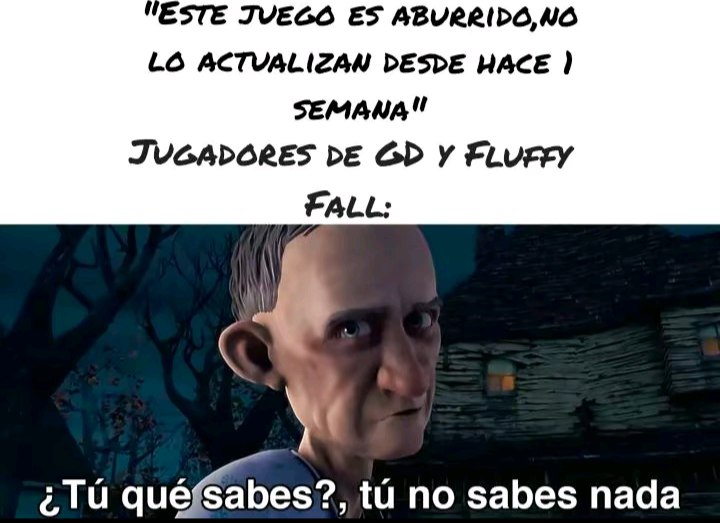 "Este juego es aburrido,no
lo actualizan desde hace 1
semana"
Jugadores de GD y Fluffy
Fall:
¿Tú qué sabes?, tú no sabes nada